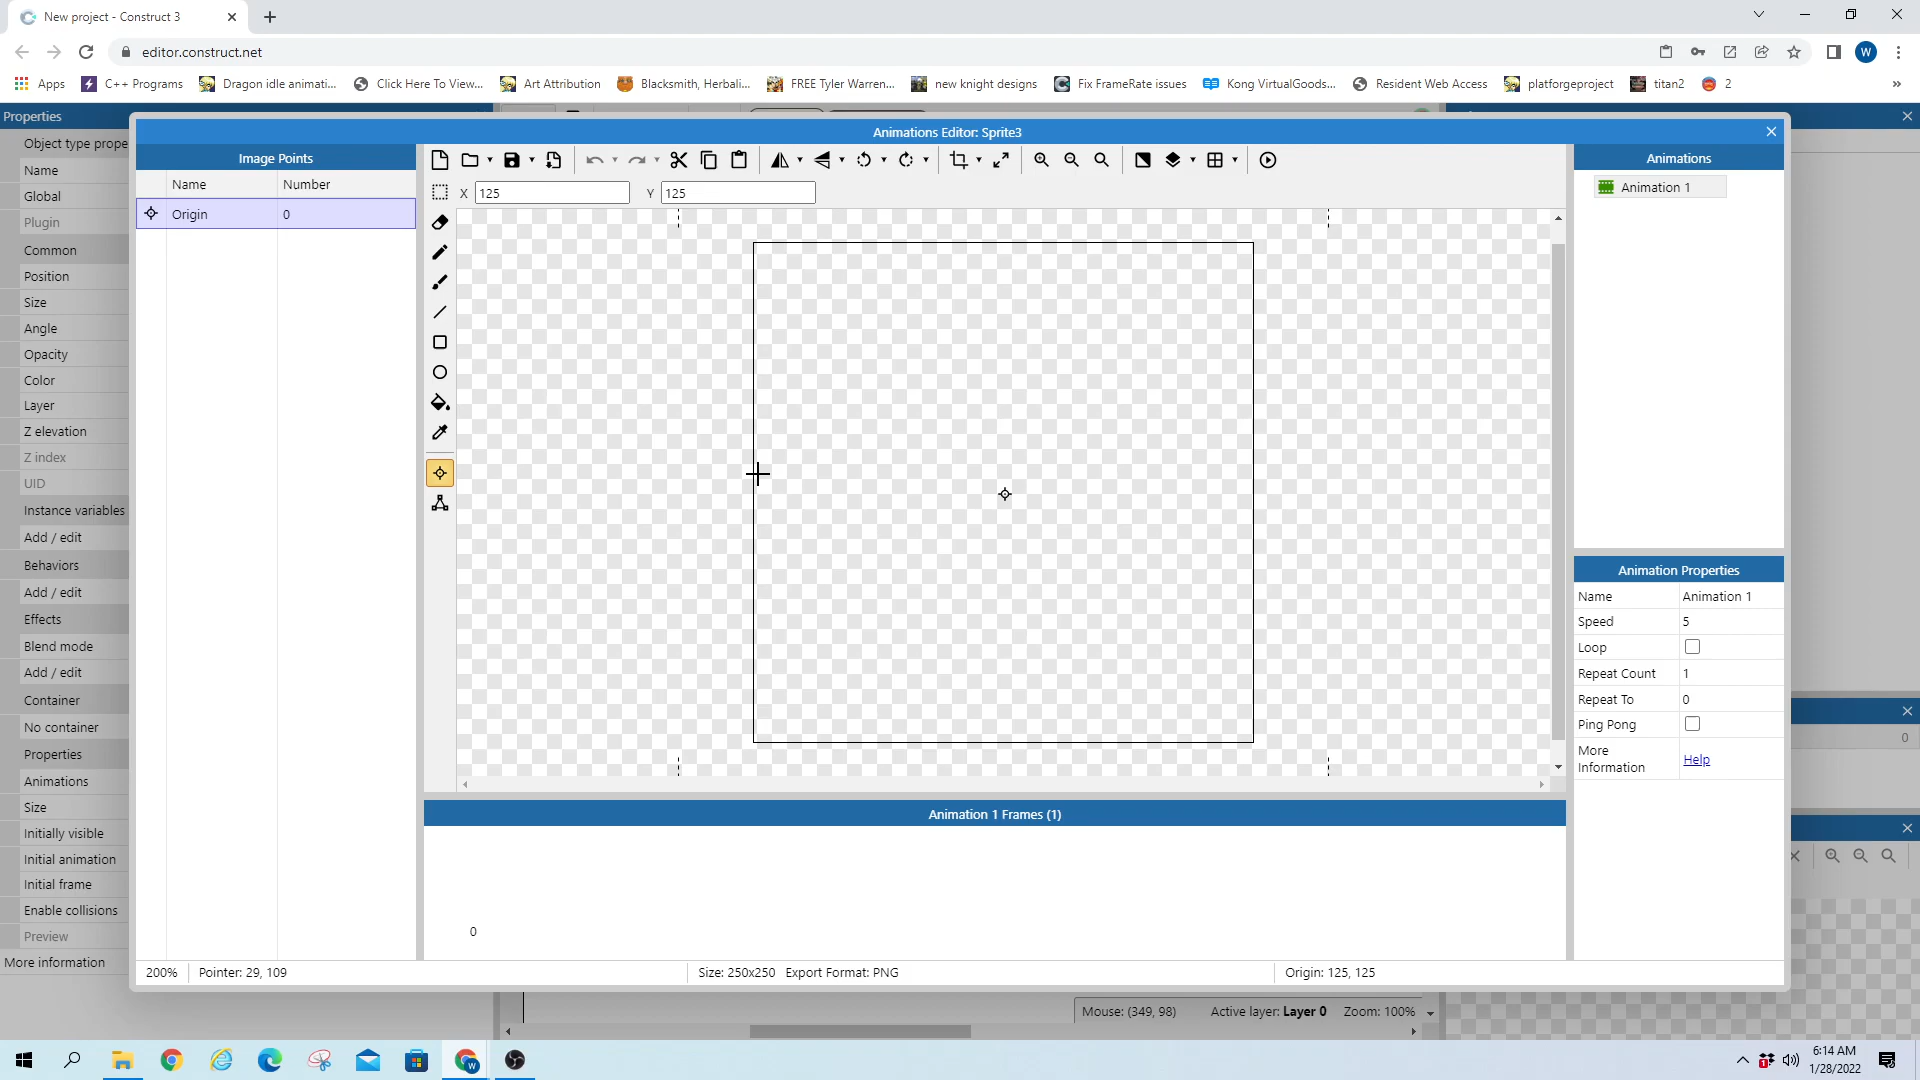 New project - Construct 3
editor.construct.net
W
Apps
C++ Programs
Dragon idle animati...
Click Here To View...
Art Attribution
Blacksmith, Herbali...
FREE Tyler Warren...
new knight designs
Fix FrameRate issues
Kong VirtualGoods...
Resident Web Access
platforgeproject
titan2
2
»
Properties
Object type prope
Name
Global
Plugin
Common
Position
Size
Angle
Opacity
Color
Layer
Z elevation
Z index
UID
Instance variables
Add / edit
Behaviors
Add / edit
Effects
Blend mode
Add / edit
Container
No container
Properties
Animations
Size
Initially visible
Initial animation
Initial frame
Enable collisions
Preview
More information
Animations Editor: Sprite3
Image Points
Name Number
Origin 0
X 125 Y 125
Animations
Animation 1
Animation Properties
Name Animation 1
Speed 5
Loop
Repeat Count 1
Repeat To 0
Ping Pong
More
Information Help
Animation 1 Frames (1)
0
200% Pointer: 29, 109 Size: 250x250 Export Format: PNG Origin: 125, 125
0
Mouse: (349, 98) Active layer: Layer 0 Zoom: 100%
6:14 AM
1/28/2022